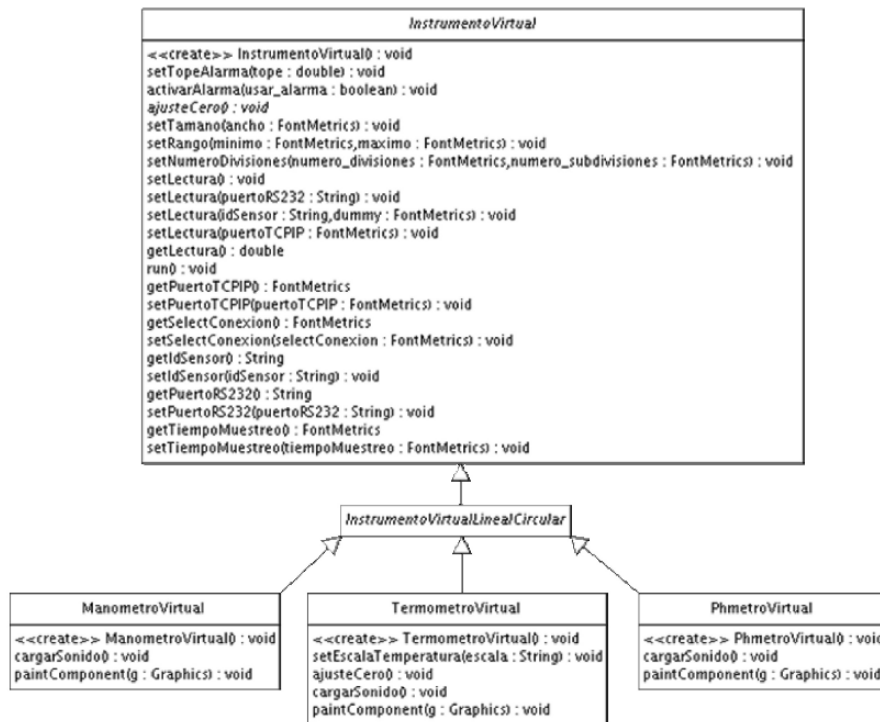 InstrumentoVirtual
<<create>> InstrumentoVirtual() : void
setTopeAlarma(tope : double) : void
activarAlarma(usar_alarma : boolean) : void
ajusteCero() : void
setTamano(ancho : FontMetrics) : void
setRango(minimo : FontMetrics,maximo : FontMetrics) : void
setNumeroDivisiones(numero_divisiones : FontMetrics,numero_subdivisiones : FontMetrics) : void
setLectura() : void
setLectura(puertoRS232 : String) : void
setLectura(idSensor : String,dummy : FontMetrics) : void
setLectura(puertoTCPIP : FontMetrics) : void
getLectura() : double
run() : void
getPuertoTCPIP() : FontMetrics
setPuertoTCPIP(puertoTCPIP : FontMetrics) : void
getSelectConexion() : FontMetrics
setSelectConexion(selectConexion : FontMetrics) : void
getIdSensor() : String
setIdSensor(idSensor : String) : void
getPuertoRS232() : String
setPuertoRS232(puertoRS232 : String) : void
getTiempoMuestreo() : FontMetrics
setTiempoMuestreo(tiempoMuestreo : FontMetrics) : void
InstrumentoVirtualLinealCircular
ManometroVirtual
<<create>> ManometroVirtual() : void
cargarSonido() : void
paintComponent(g : Graphics) : void
TermometroVirtual
<<create>> TermometroVirtual() : void
setEscalaTemperatura(escala : String) : void
ajusteCero() : void
cargarSonido() : void
paintComponent(g : Graphics) : void
PhmetroVirtual
<<create>> PhmetroVirtual() : void
cargarSonido() : void
paintComponent(g : Graphics) : void